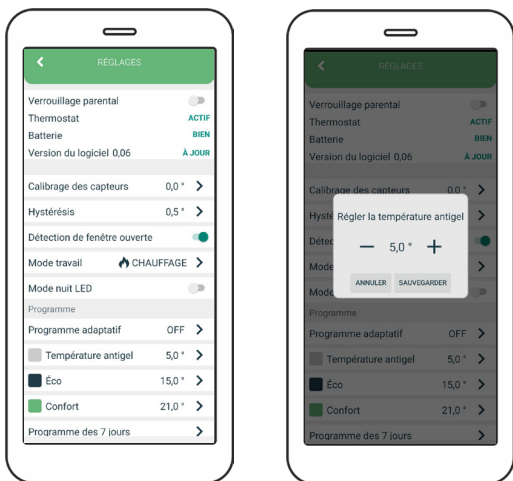 RÉGLAGES
Verrouillage parental
Thermostat ACTIF
Batterie BIEN
Version du logiciel 0,06 À JOUR
Calibrage des capteurs 0,0 °
Hystérésis 0,5 °
Détection de fenêtre ouverte
Mode travail CHAUFFAGE
Mode nuit LED
Programme
Programme adaptatif OFF
Température antigel 5,0 °
Éco 15,0 °
Confort 21,0 °
Programme des 7 jours
RÉGLAGES
Verrouillage parental
Thermostat ACTIF
Batterie BIEN
Version du logiciel 0,06 À JOUR
Calibrage des capteurs 0,0 °
Hysté
Régler la température antigel
Détec
— 5,0 ° +
Mode
ANNULER SAUVEGARDER
Mode
Programme
Programme adaptatif OFF
Température antigel 5,0 °
Éco 15,0 °
Confort 21,0 °
Programme des 7 jours